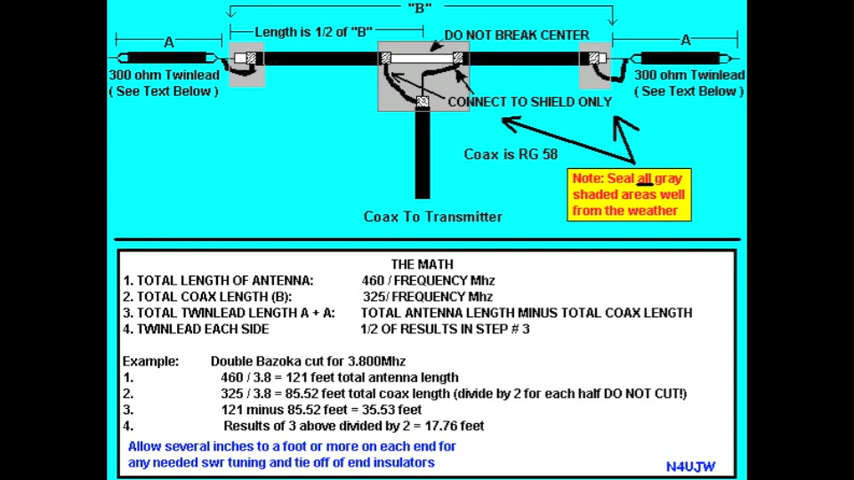 "B"
Length is 1/2 of "B"
DO NOT BREAK CENTER
A
A
300 ohm Twinlead
( See Text Below )
300 ohm Twinlead
( See Text Below )
CONNECT TO SHIELD ONLY
Coax is RG 58
Note: Seal all gray
shaded areas well
from the weather
Coax To Transmitter
THE MATH
1. TOTAL LENGTH OF ANTENNA: 460 / FREQUENCY Mhz
2. TOTAL COAX LENGTH (B): 325/ FREQUENCY Mhz
3. TOTAL TWINLEAD LENGTH A + A: TOTAL ANTENNA LENGTH MINUS TOTAL COAX LENGTH
4. TWINLEAD EACH SIDE 1/2 OF RESULTS IN STEP # 3
Example: Double Bazoka cut for 3.800Mhz
1. 460 / 3.8 = 121 feet total antenna length
2. 325 / 3.8 = 85.52 feet total coax length (divide by 2 for each half DO NOT CUT!)
3. 121 minus 85.52 feet = 35.53 feet
4. Results of 3 above divided by 2 = 17.76 feet
Allow several inches to a foot or more on each end for
any needed swr tuning and tie off of end insulators
N4UJW